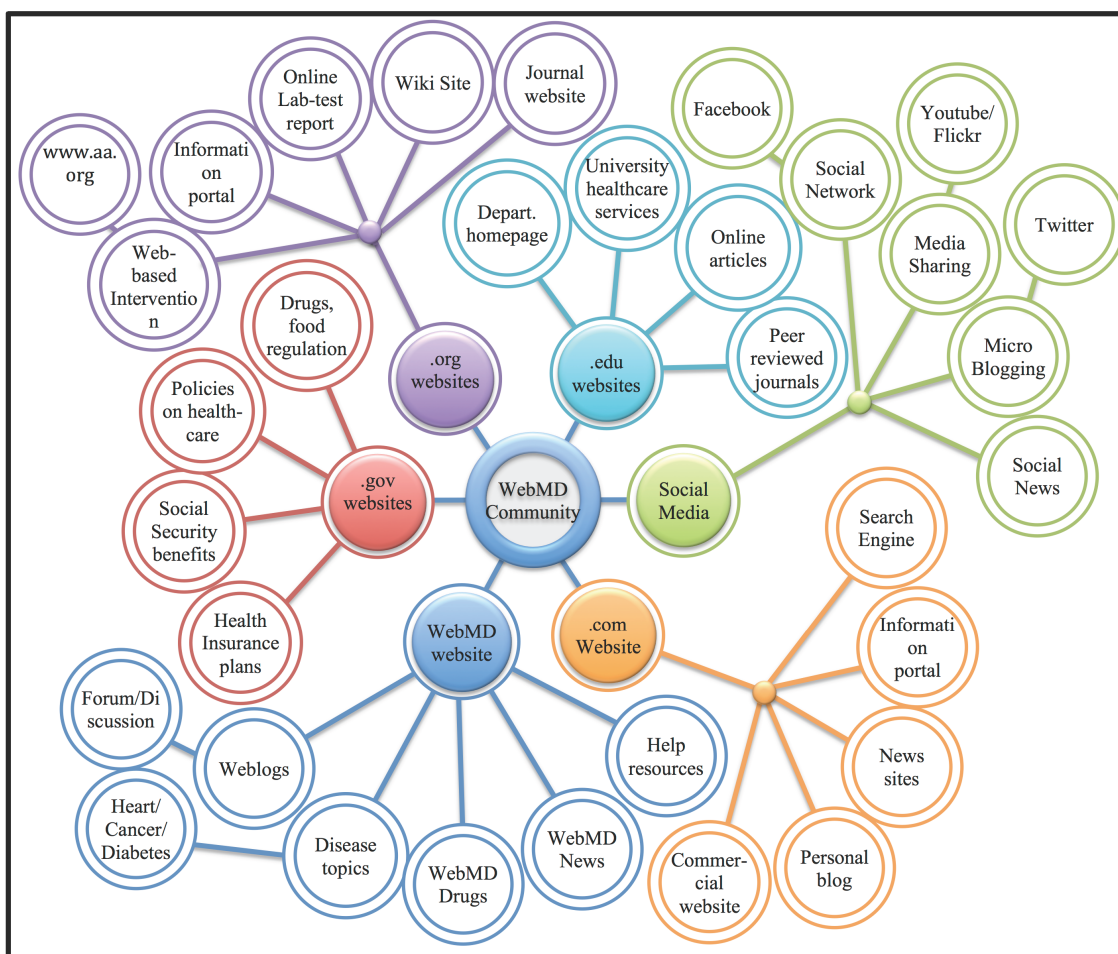 Online
Lab-test
report
Wiki Site
Journal
website
www.aa.
org
Informati
on
portal
Web-
based
Interventio
n
.org
websites
Depart.
homepage
University
healthcare
services
Online
articles
Peer
reviewed
journals
.edu
websites
Facebook
Social
Network
Youtube/
Flickr
Media
Sharing
Twitter
Micro
Blogging
Social
News
Social
Media
Drugs,
food
regulation
Policies
on health-
care
Social
Security
benefits
Health
Insurance
plans
.gov
websites
WebMD
Community
WebMD
website
Forum/Di
scussion
Weblogs
Heart/
Cancer/
Diabetes
Disease
topics
WebMD
Drugs
WebMD
News
Help
resources
.com
Website
Search
Engine
Informati
on
portal
News
sites
Personal
blog
Commer-
cial
website